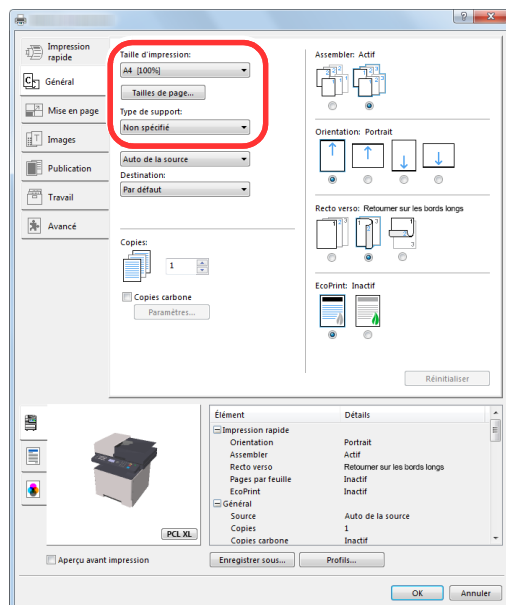 Impression rapide
Général
Mise en page
Images
Publication
Travail
Avancé
Taille d'impression:
A4 [100%]
Tailles de page...
Type de support:
Non spécifié
Auto de la source
Destination:
Par défaut
Copies:
1
Copies carbone
Paramètres...
Assembler: Actif
Orientation: Portrait
Recto verso: Retourner sur les bords longs
EcoPrint: Inactif
Réinitialiser
PCL XL
Élément Détails
Impression rapide
Orientation Portrait
Assembler Actif
Recto verso Retourner sur les bords longs
Pages par feuille Inactif
EcoPrint Inactif
Général
Source Auto de la source
Copies 1
Copies carbone Inactif
Aperçu avant impression
Enregistrer sous...
Profils...
OK
Annuler